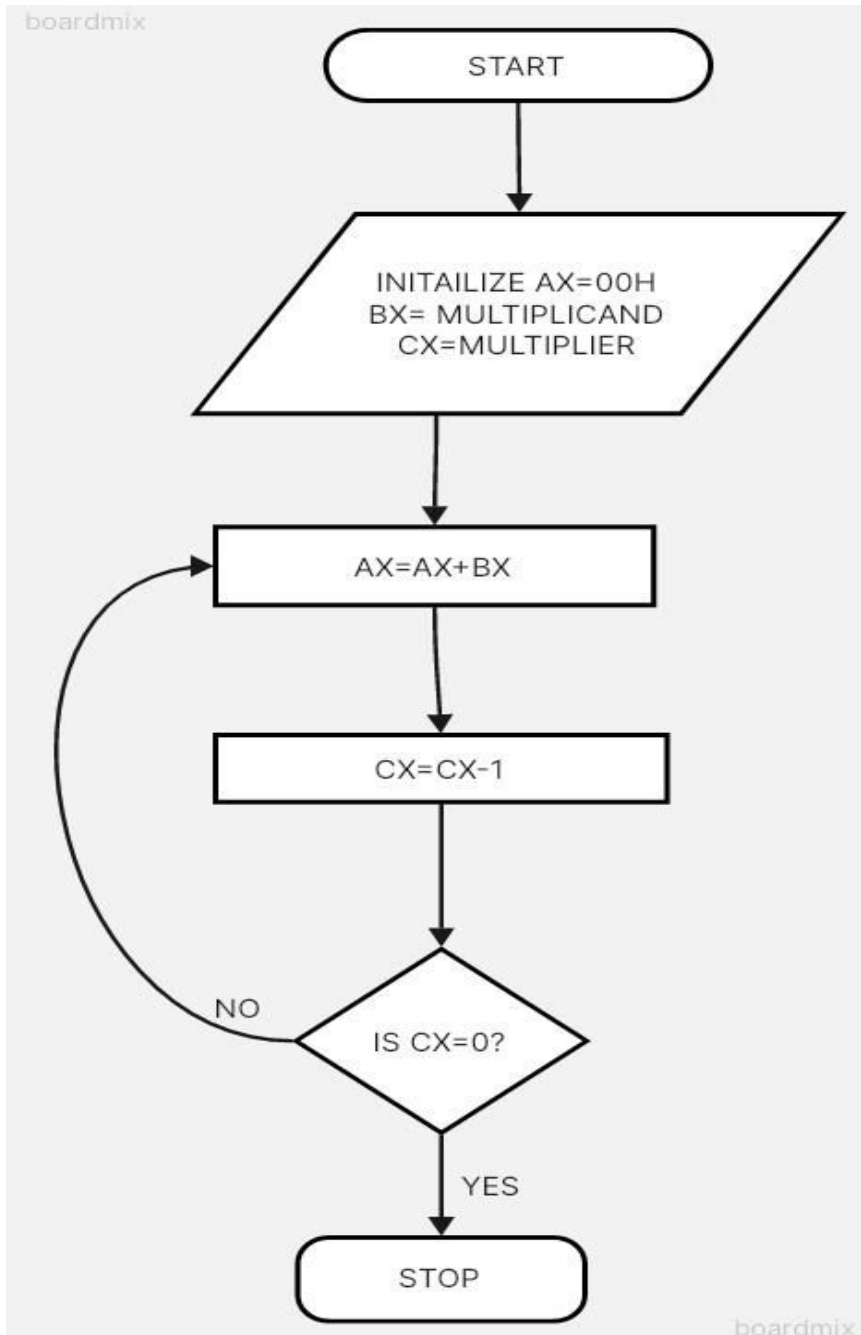 boardmix
START
INITAILIZE AX=00H
BX= MULTIPLICAND
CX=MULTIPLIER
AX=AX+BX
CX=CX-1
NO
IS CX=0?
YES
STOP
boardmix